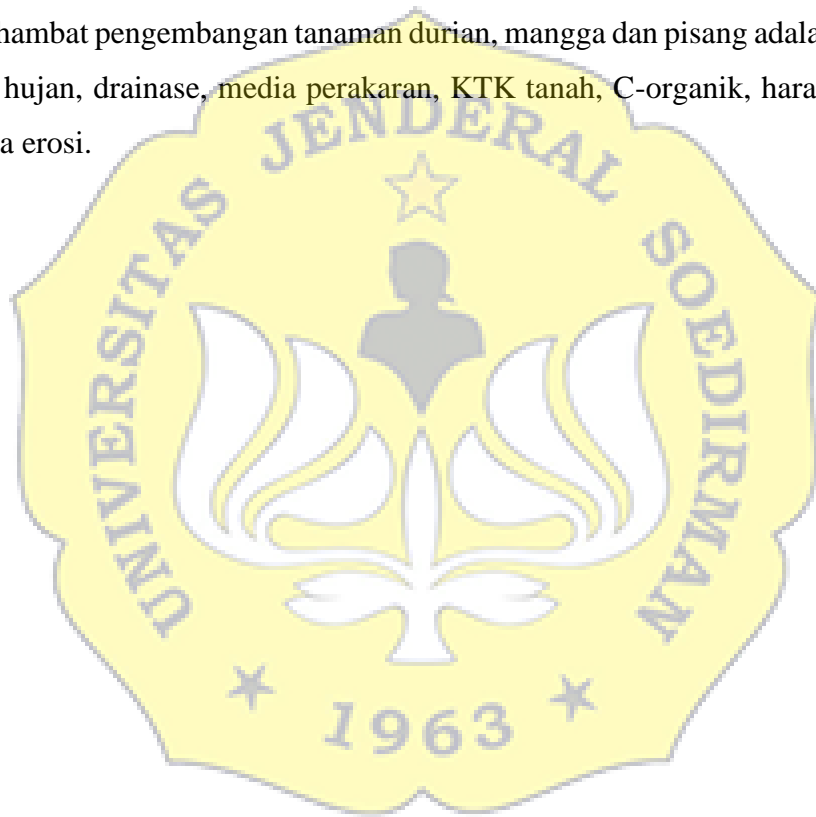 hambat pengembangan tanaman durian, mangga dan pisang adala
hujan, drainase, media perakaran, KTK tanah, C-organik, hara
a erosi.
UNIVERSITAS JENDERAL SOEDIRMAN
1963